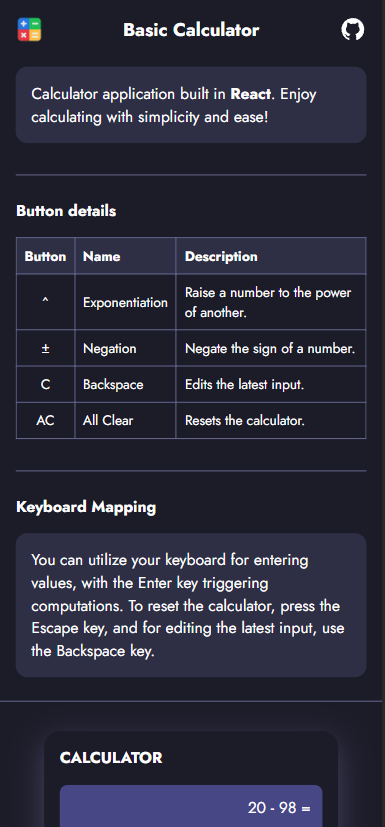 Basic Calculator
Calculator application built in React. Enjoy
calculating with simplicity and ease!
Button details
Button Name Description
^ Exponentiation Raise a number to the power
of another.
± Negation Negate the sign of a number.
C Backspace Edits the latest input.
AC All Clear Resets the calculator.
Keyboard Mapping
You can utilize your keyboard for entering
values, with the Enter key triggering
computations. To reset the calculator, press the
Escape key, and for editing the latest input, use
the Backspace key.
CALCULATOR
20 - 98 =